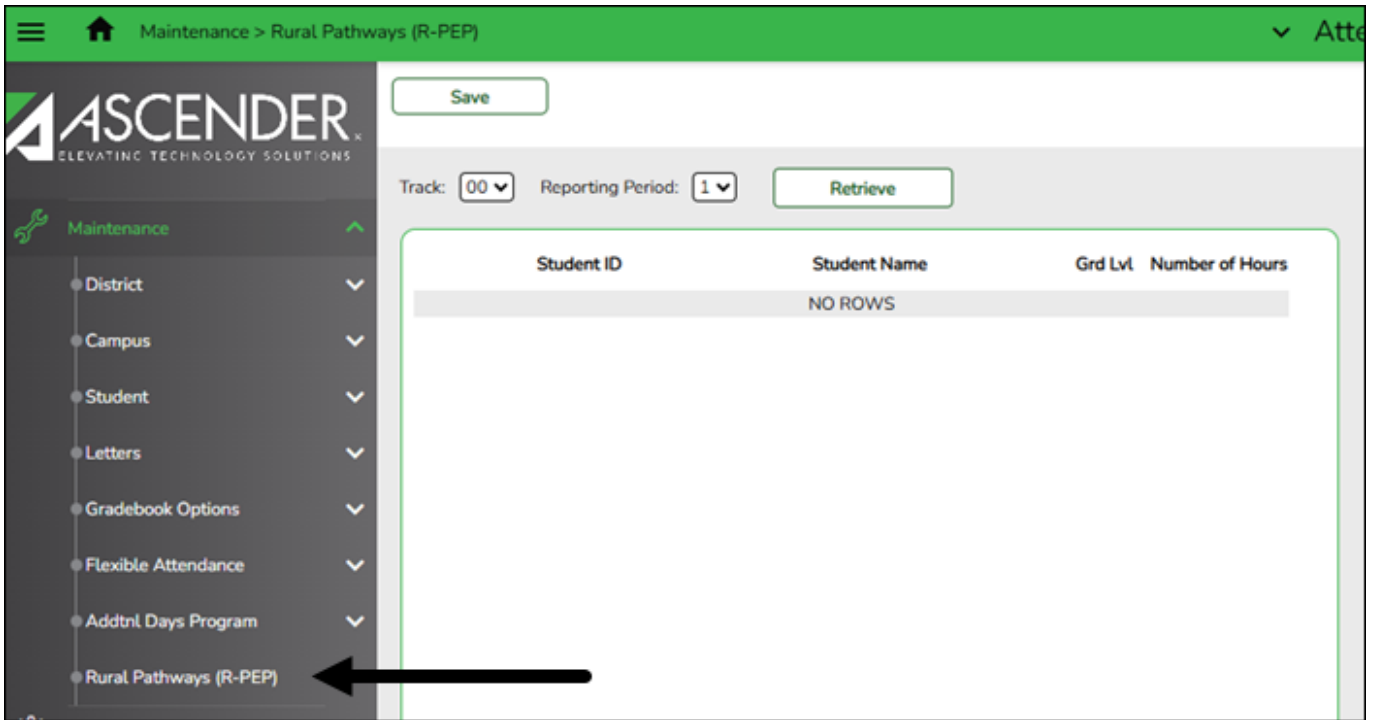 Maintenance > Rural Pathways (R-PEP)
Atte
ASCENDER
ELEVATING TECHNOLOGY SOLUTIONS
Save
Track: 00 Reporting Period: 1 Retrieve
Maintenance
Student ID Student Name Grd Lvl Number of Hours
NO ROWS
District
Campus
Student
Letters
Gradebook Options
Flexible Attendance
Addtnl Days Program
Rural Pathways (R-PEP)